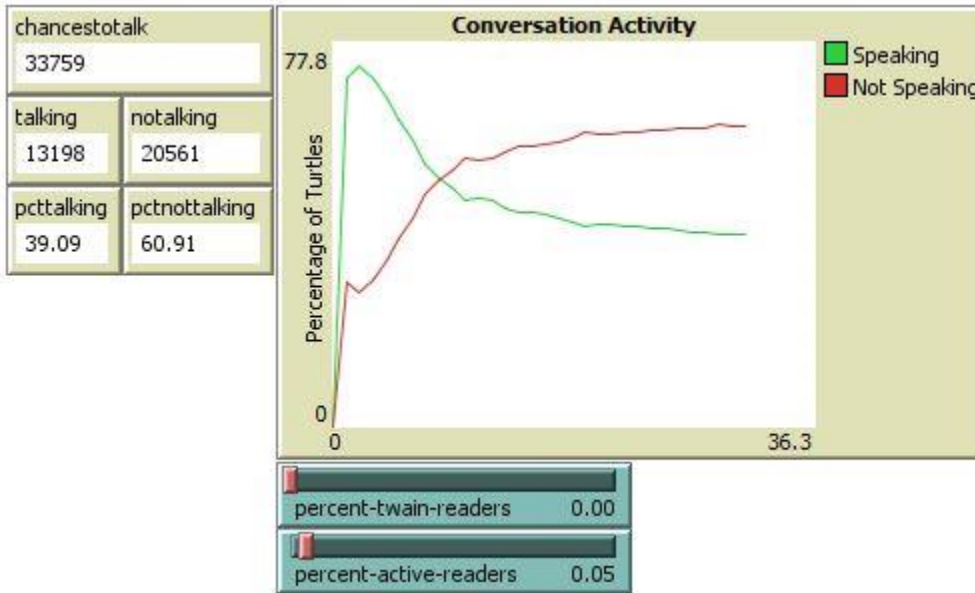 chancestotalk
33759
talking
13198
notalking
20561
pcttalking
39.09
pctnottalking
60.91
Conversation Activity
77.8
Percentage of Turtles
0
0
36.3
Speaking
Not Speaking
percent-twain-readers 0.00
percent-active-readers 0.05